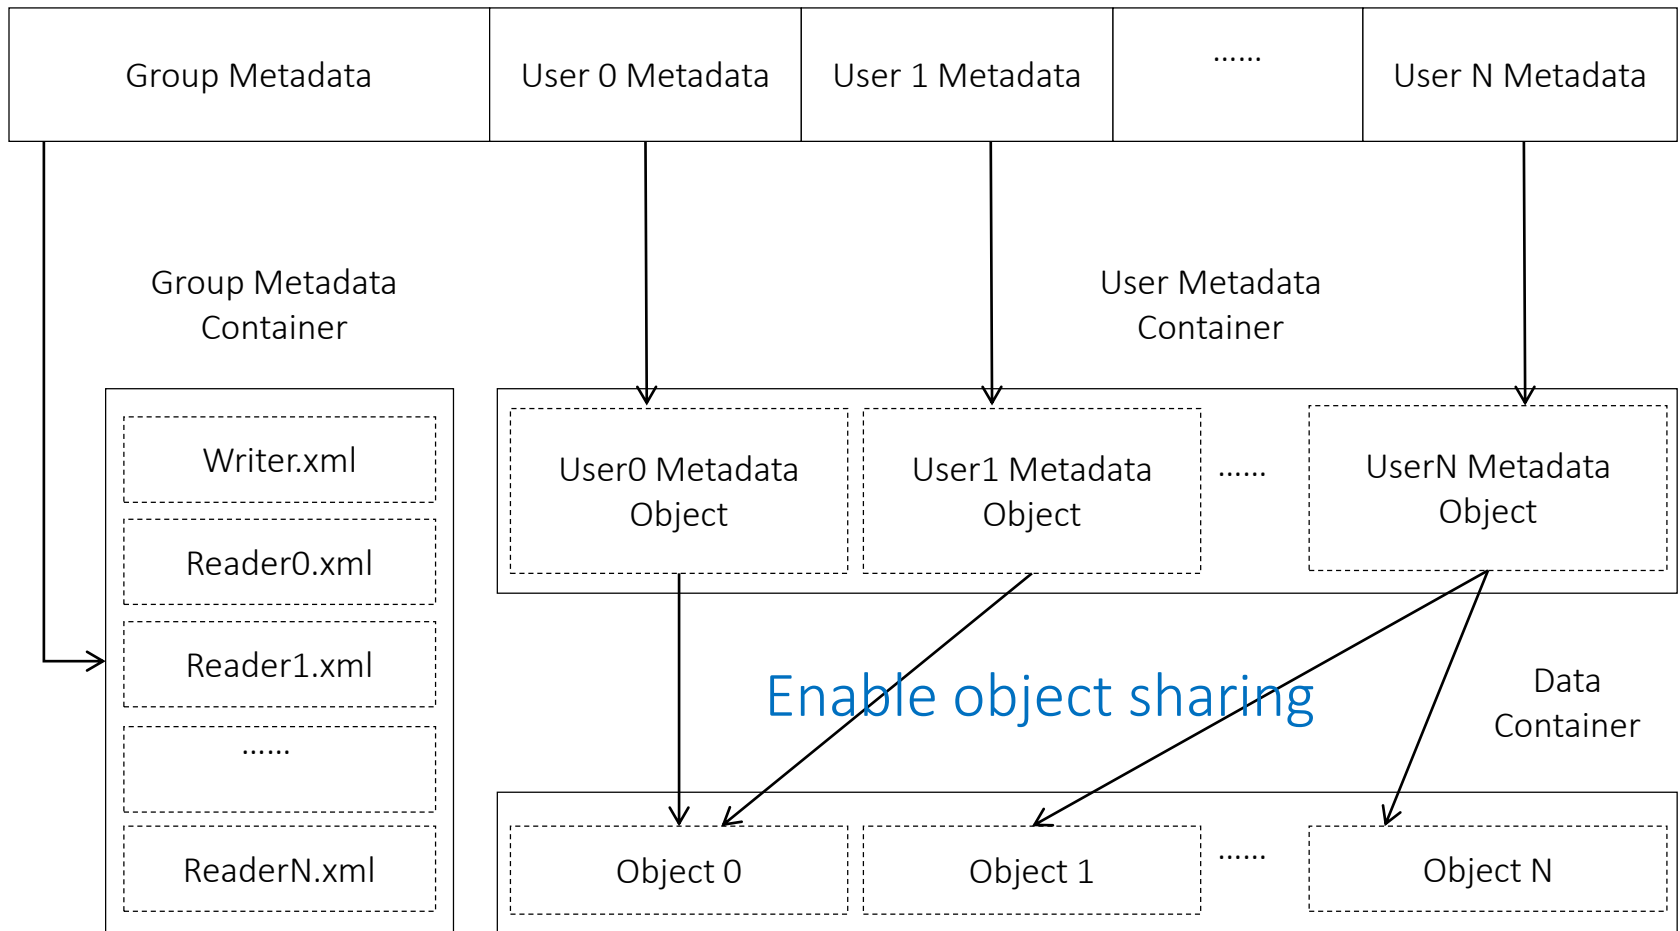 Group Metadata
User 0 Metadata
User 1 Metadata
......
User N Metadata
Group Metadata
Container
User Metadata
Container
Writer.xml
Reader0.xml
Reader1.xml
......
ReaderN.xml
User0 Metadata
Object
User1 Metadata
Object
......
UserN Metadata
Object
Enable object sharing
Data
Container
Object 0
Object 1
......
Object N